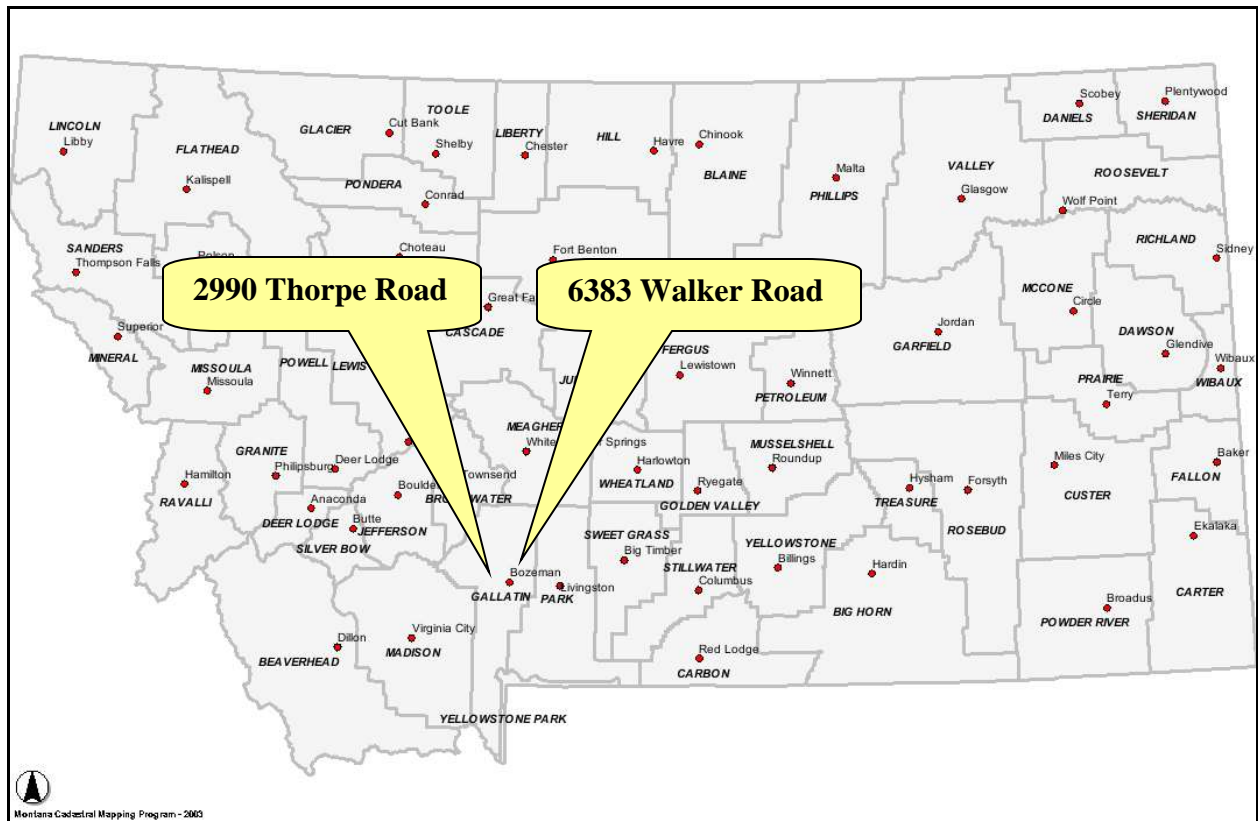 Scobey
Plentywood
DANIELS
SHERIDAN
LINCOLN
Libby
FLATHEAD
Kalispell
GLACIER
Cut Bank
TOOLE
Shelby
LIBERTY
Chester
HILL
Havre
Chinook
BLAINE
Malta
PHILLIPS
VALLEY
Glasgow
ROOSEVELT
Wolf Point
PONDERA
Conrad
SANDERS
Thompson Falls
Choteau
Fort Benton
RICHLAND
Sidney
2990 Thorpe Road
6383 Walker Road
Great
CASCADE
MCCONE
Circle
Jordan
GARFIELD
DAWSON
Glendive
Wibaux
WIBAUX
Superior
MINERAL
MISSOULA
Missoula
POWELL
LEWIS
FERGUS
Lewistown
Winnett
PETROLEUM
PRAIRIE
Terry
MEAGHER
White
Springs
GRANITE
Philipsburg
Deer Lodge
Townsend
Harlowton
WHEATLAND
MUSSELSHELL
Roundup
Ryegate
GOLDEN VALLEY
Hysham
TREASURE
Forsyth
ROSEBUD
Miles City
CUSTER
Baker
FALLON
Hamilton
RAVALLI
Anaconda
DEER LODGE
Butte
SILVER BOW
JEFFERSON
WATER
Ekalaka
CARTER
SWEET GRASS
Big Timber
STILLWATER
Columbus
YELLOWSTONE
Billings
Hardin
BIG HORN
Bozeman
GALLATIN
Livingston
PARK
Broadus
POWDER RIVER
Dillon
BEAVERHEAD
Virginia City
MADISON
Red Lodge
CARBON
YELLOWSTONE PARK
Montana Cadastral Mapping Program - 2003